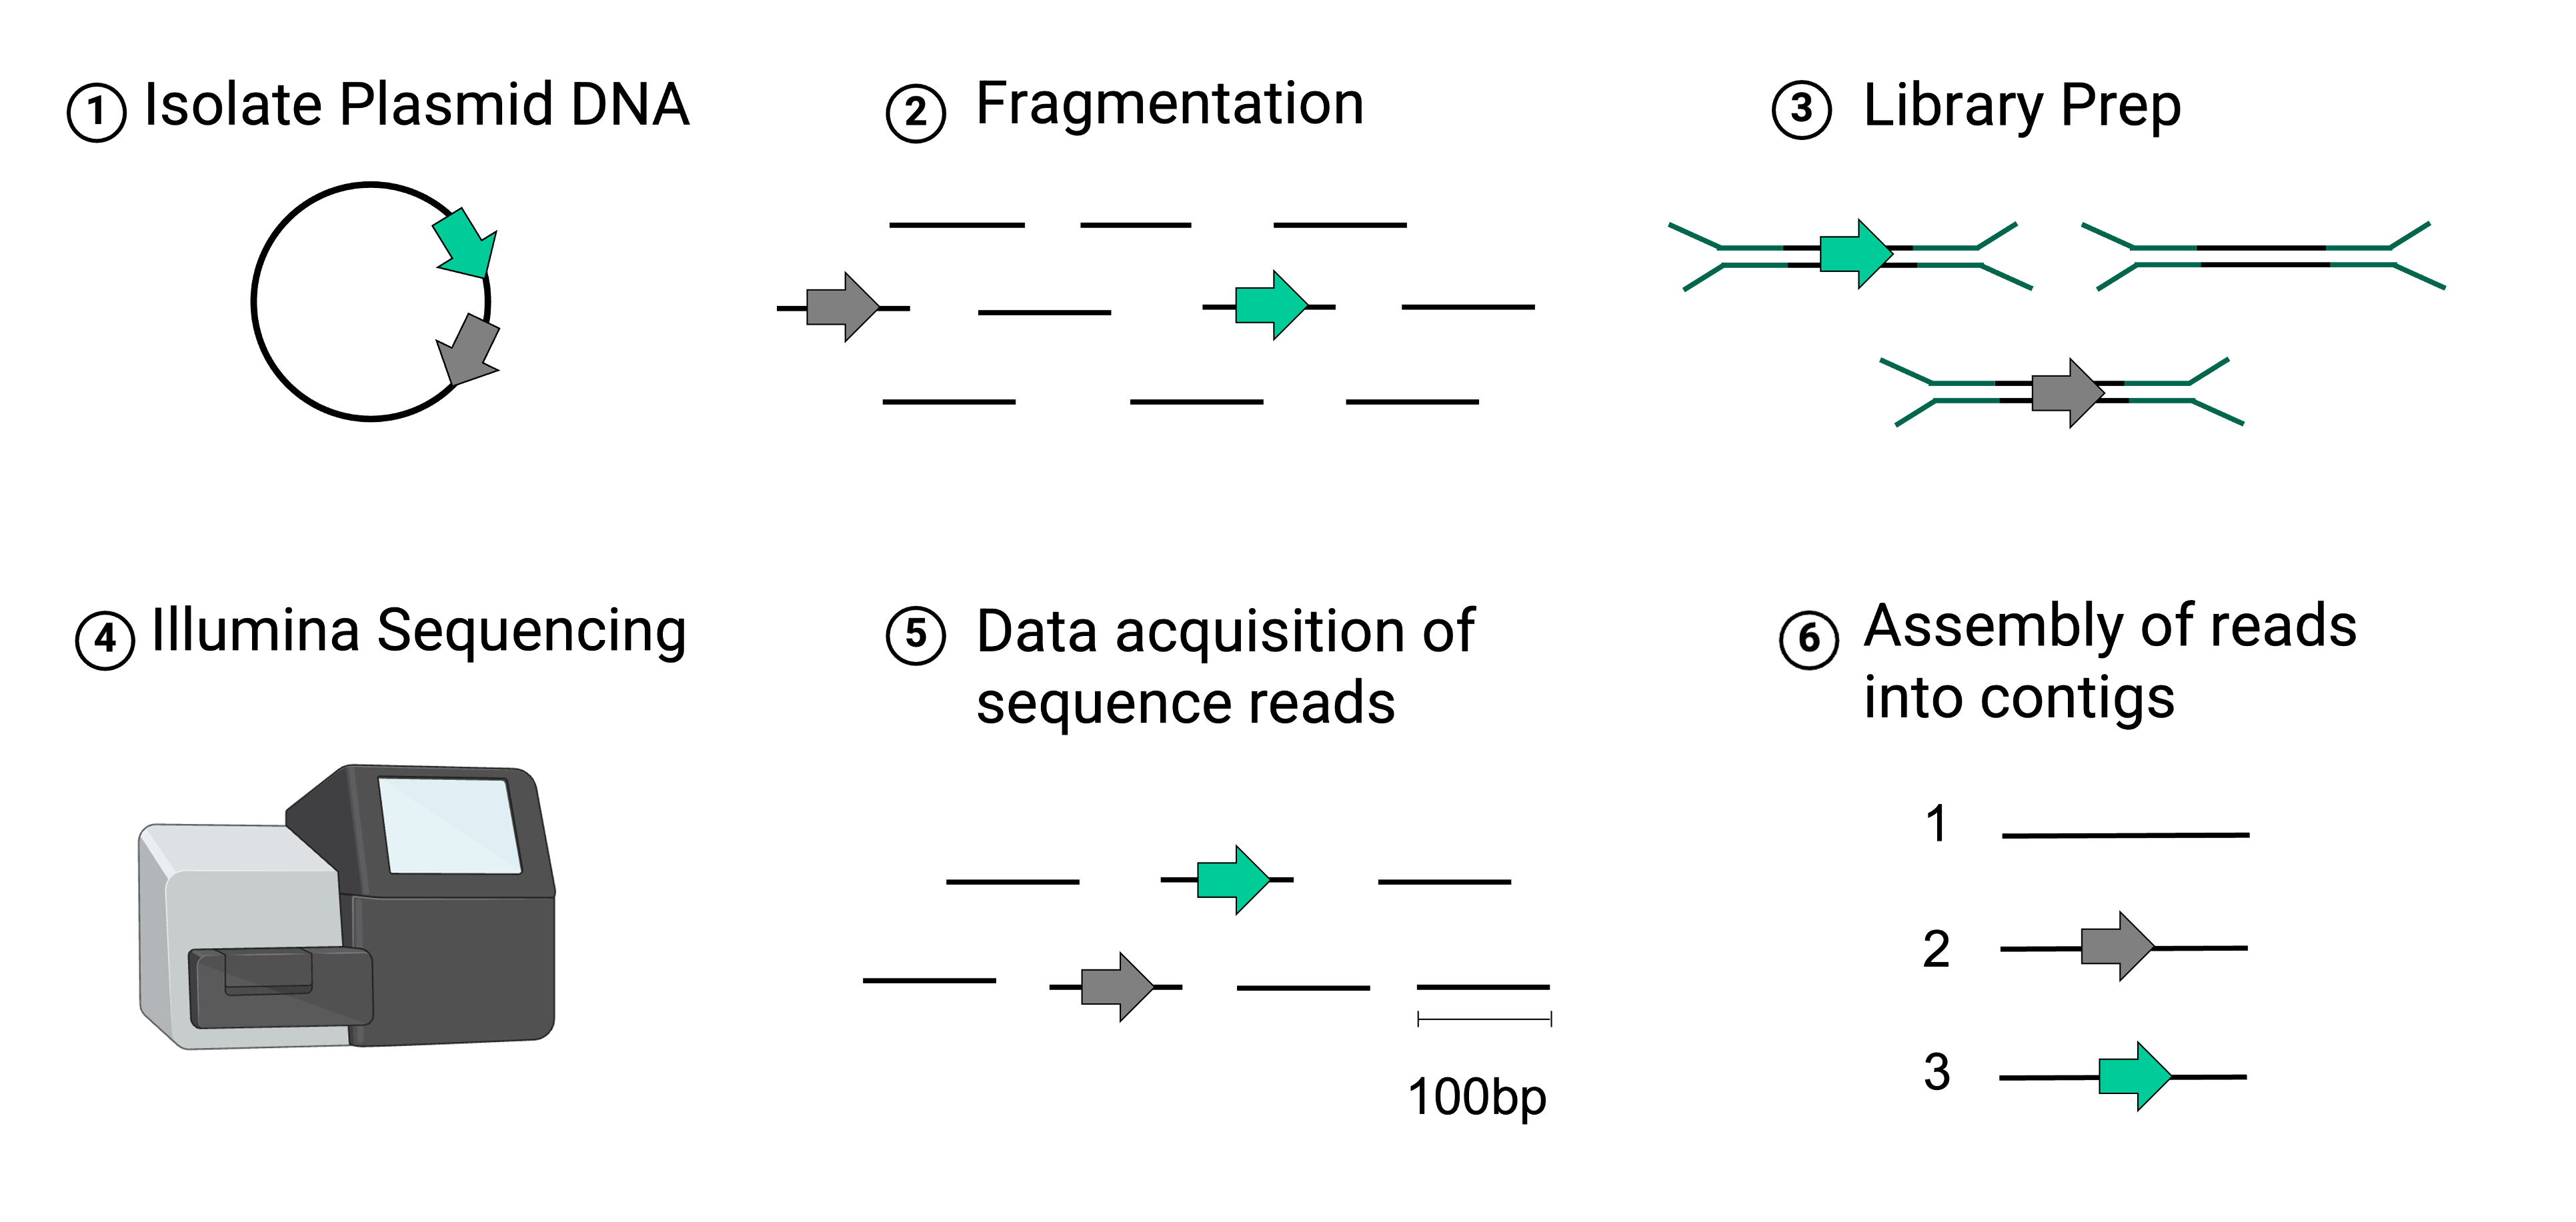 1 Isolate Plasmid DNA
2 Fragmentation
3 Library Prep
4 Illumina Sequencing
5 Data acquisition of
sequence reads
100bp
6 Assembly of reads
into contigs
1
2
3